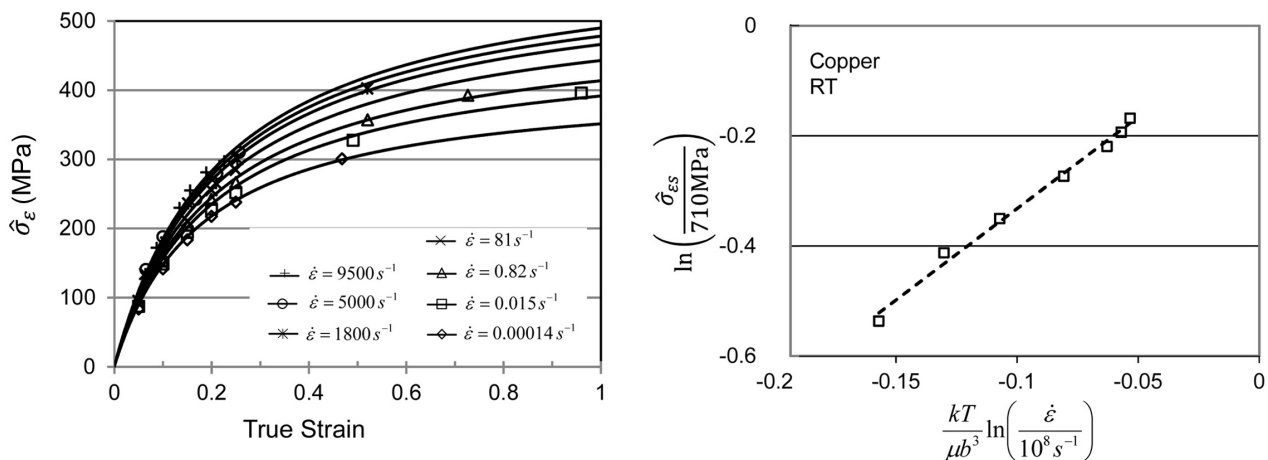 500
400
300
200
100
0
σ̂ε (MPa)
0 0.2 0.4 0.6 0.8 1
True Strain
ε̇ = 9500 s⁻¹
ε̇ = 5000 s⁻¹
ε̇ = 1800 s⁻¹
ε̇ = 81 s⁻¹
ε̇ = 0.82 s⁻¹
ε̇ = 0.015 s⁻¹
ε̇ = 0.00014 s⁻¹
0
-0.2
-0.4
-0.6
Copper
RT
ln(σ̂εs / 710MPa)
-0.2 -0.15 -0.1 -0.05 0
kT/μb³ ln(ε̇ / 10⁸ s⁻¹)